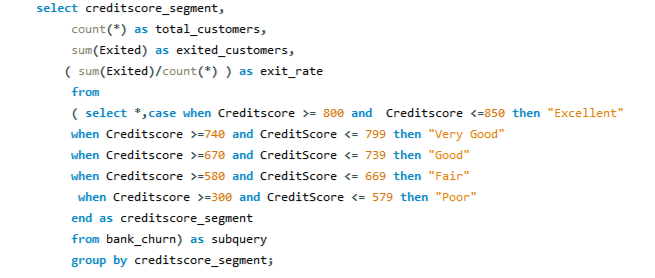 select creditscore_segment,
count(*) as total_customers,
sum(Exited) as exited_customers,
( sum(Exited)/count(*) ) as exit_rate
from
( select *,case when Creditscore >= 800 and  Creditscore <=850 then "Excellent"
when Creditscore >=740 and CreditScore <= 799 then "Very Good"
when Creditscore >=670 and CreditScore <= 739 then "Good"
when Creditscore >=580 and CreditScore <= 669 then "Fair"
when Creditscore >=300 and CreditScore <= 579 then "Poor"
end as creditscore_segment
from bank_churn) as subquery
group by creditscore_segment;